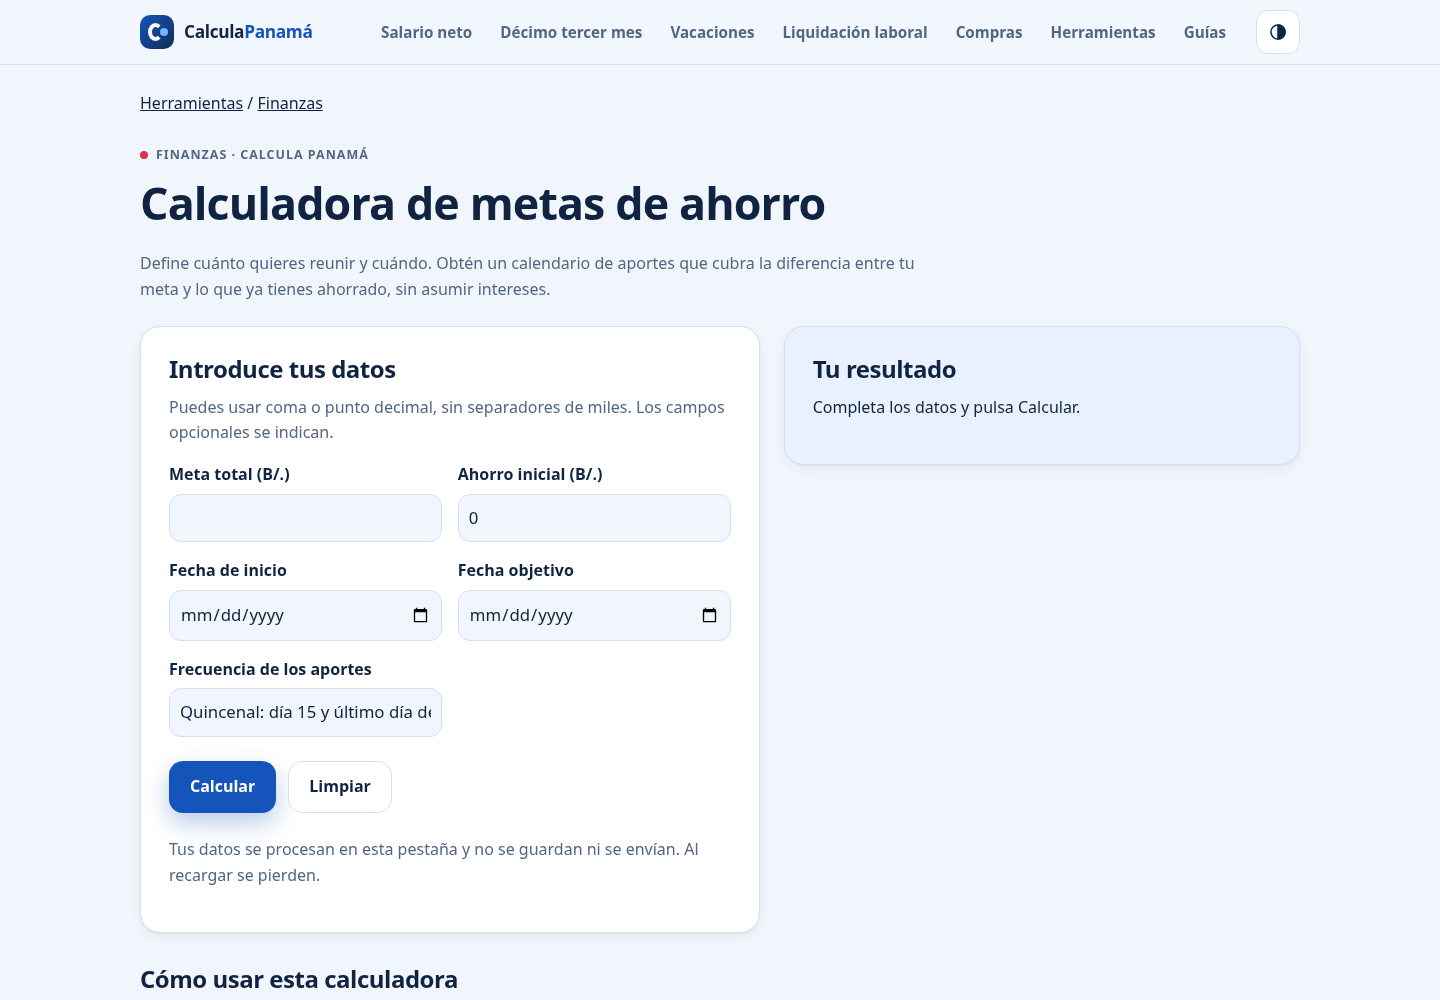 CalculaPanamá
Salario neto
Décimo tercer mes
Vacaciones
Liquidación laboral
Compras
Herramientas
Guías
Herramientas / Finanzas
FINANZAS · CALCULA PANAMÁ
Calculadora de metas de ahorro
Define cuánto quieres reunir y cuándo. Obtén un calendario de aportes que cubra la diferencia entre tu
meta y lo que ya tienes ahorrado, sin asumir intereses.
Introduce tus datos
Puedes usar coma o punto decimal, sin separadores de miles. Los campos
opcionales se indican.
Meta total (B/.)
Ahorro inicial (B/.)
0
Fecha de inicio
Fecha objetivo
mm/dd/yyyy
mm/dd/yyyy
Frecuencia de los aportes
Quincenal: día 15 y último día de
Calcular
Limpiar
Tus datos se procesan en esta pestaña y no se guardan ni se envían. Al
recargar se pierden.
Tu resultado
Completa los datos y pulsa Calcular.
Cómo usar esta calculadora